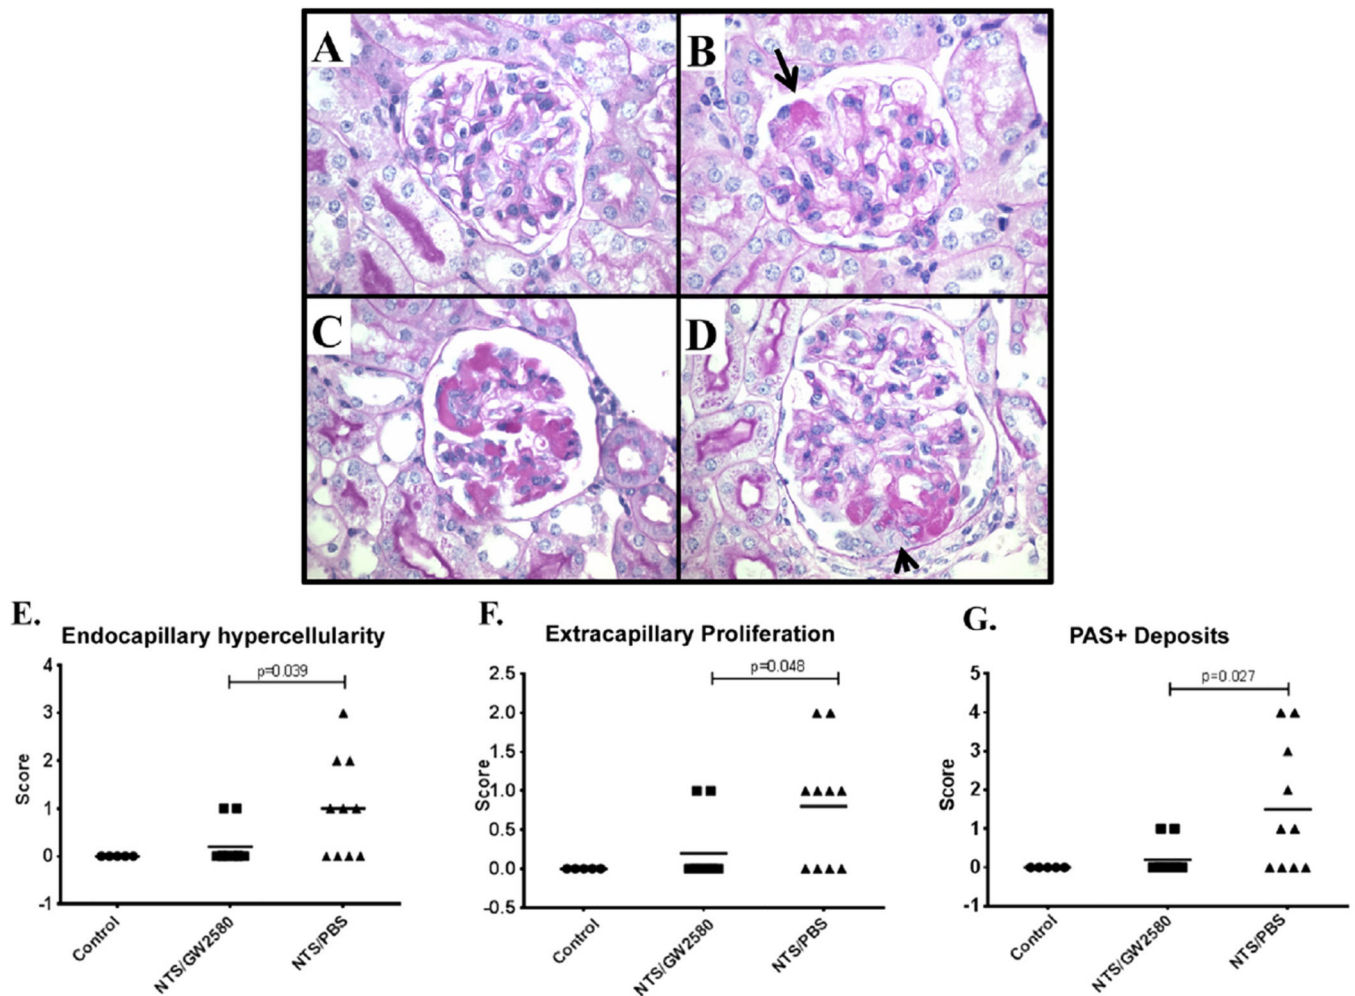 A
B
C
D
E.
Endocapillary hypercellularity
4
3
2
1
0
-1
Score
p=0.039
Control
NTS/GW2580
NTS/PBS
F.
Extracapillary Proliferation
2.5
2.0
1.5
1.0
0.5
0.0
-0.5
Score
p=0.048
Control
NTS/GW2580
NTS/PBS
G.
PAS+ Deposits
5
4
3
2
1
0
-1
Score
p=0.027
Control
NTS/GW2580
NTS/PBS